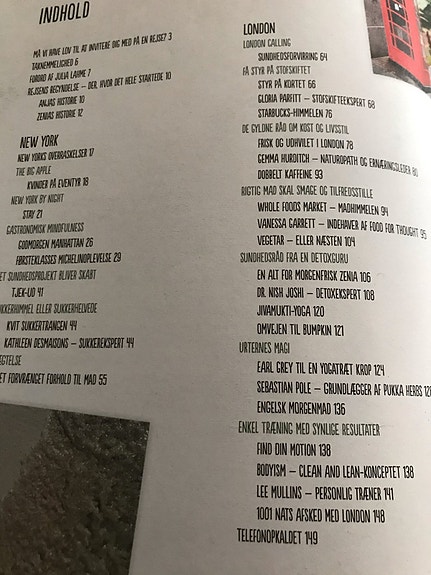 INDHOLD
MÅ VI HAVE LOV TIL AT INVITERE DIG MED PÅ EN REJSE? 3
TAKNEMMELIGHED 6
FORORD AF JULIA LAHME 7
REJSENS BEGYNDELSE – DER, HVOR DET HELE STARTEDE 10
ANJAS HISTORIE 10
ZENIAS HISTORIE 12
NEW YORK
NEW YORKS OVERRASKELSER 17
THE BIG APPLE
KVINDER PÅ EVENTYR 18
NEW YORK BY NIGHT
STAY 21
GASTRONOMISK MINDFULNESS
GODMORGEN MANHATTAN 26
FØRSTEKLASSES MICHELINOPLEVELSE 29
ET SUNDHEDSPROJEKT BLIVER SKABT
TJEK-UD 41
UKKERHIMMEL ELLER SUKKERHELVEDE
KVIT SUKKERTRANGEN 44
KATHLEEN DESMAISONS – SUKKEREKSPERT 44
ÆGTELSE
ET FORVRÆNGET FORHOLD TIL MAD 55
LONDON
LONDON CALLING
SUNDHEDSFORVIRRING 64
FÅ STYR PÅ STOFSKIFTET
STYR PÅ KORTET 66
GLORIA PARFITT – STOFSKIFTEEKSPERT 68
STARBUCKS-HIMMELEN 76
DE GYLDNE RÅD OM KOST OG LIVSSTIL
FRISK OG UDHVILET I LONDON 78
GEMMA HURDITCH – NATUROPATH OG ERNÆRINGSLEDER 80
DOBBELT KAFFEINE 93
RIGTIG MAD SKAL SMAGE OG TILFREDSSTILLE
WHOLE FOODS MARKET – MADHIMMELEN 94
VANESSA GARRETT – INDEHAVER AF FOOD FOR THOUGHT 95
VEGETAR – ELLER NÆSTEN 104
SUNDHEDSRÅD FRA EN DETOXGURU
EN ALT FOR MORGENFRISK ZENIA 106
DR. NISH JOSHI – DETOXEKSPERT 108
JIVAMUKTI-YOGA 120
OMVEJEN TIL BUMPKIN 121
URTERNES MAGI
EARL GREY TIL EN YOGATRÆT KROP 124
SEBASTIAN POLE – GRUNDLÆGGER AF PUKKA HERBS
ENGELSK MORGENMAD 136
ENKEL TRÆNING MED SYNLIGE RESULTATER
FIND DIN MOTION 138
BODYISM – CLEAN AND LEAN-KONCEPTET 138
LEE MULLINS – PERSONLIG TRÆNER 141
1001 NATS AFSKED MED LONDON 148
TELEFONOPKALDET 149